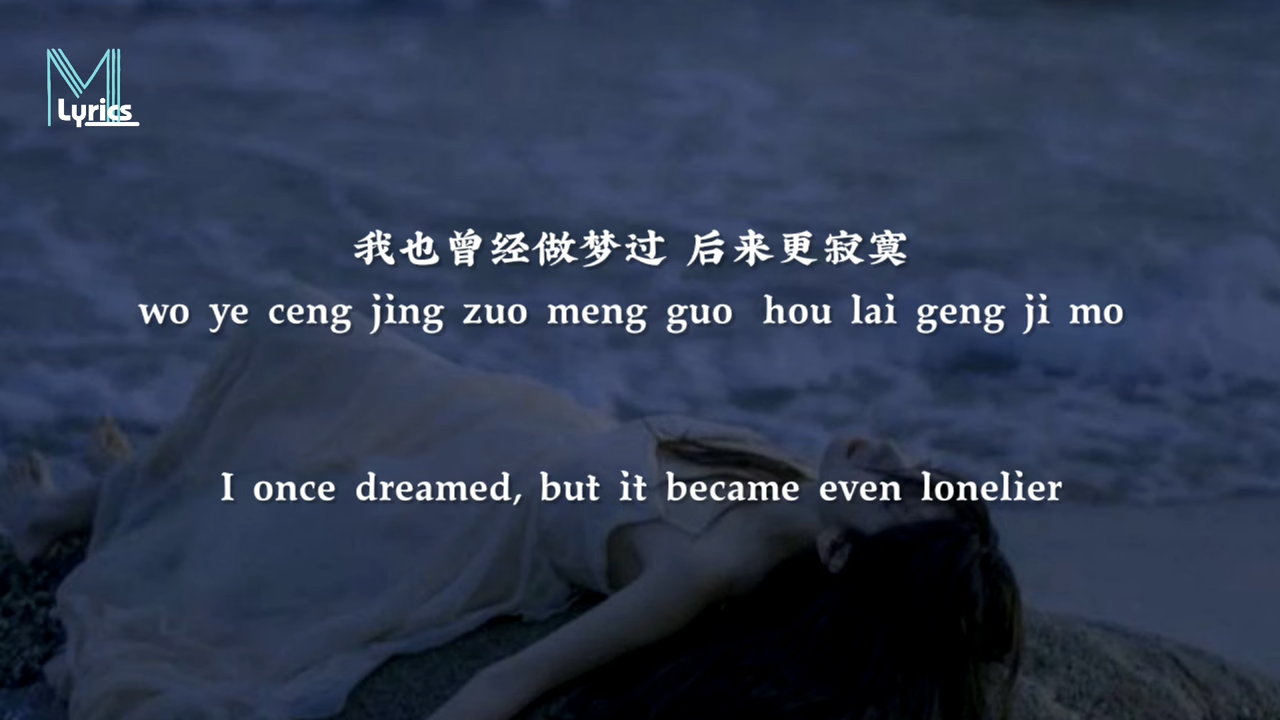 M
Lyrics
我也曾经做梦过 后来更寂寞
wo ye ceng jing zuo meng guo hou lai geng ji mo
I once dreamed, but it became even lonelier